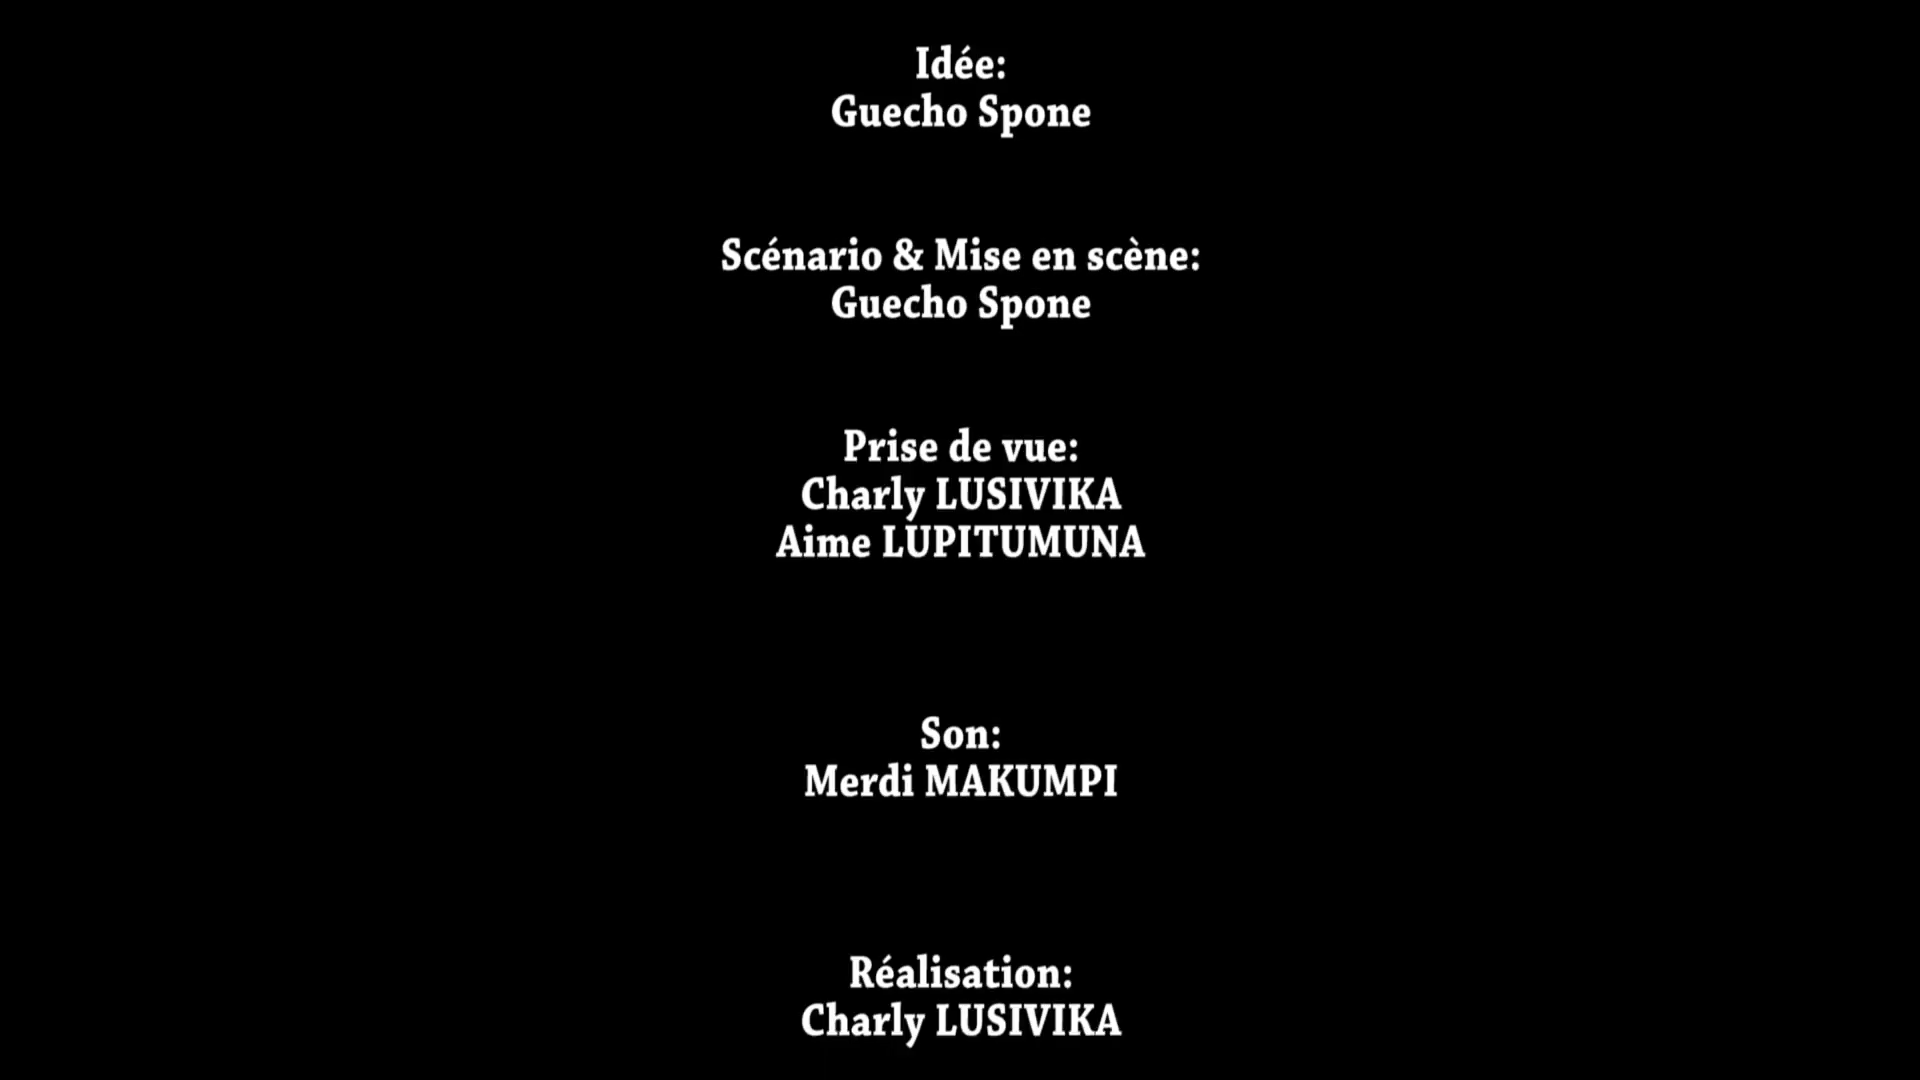 Idée:
Guecho Spone
Scénario & Mise en scène:
Guecho Spone
Prise de vue:
Charly LUSIVIKA
Aime LUPITUMUNA
Son:
Merdi MAKUMPI
Réalisation:
Charly LUSIVIKA